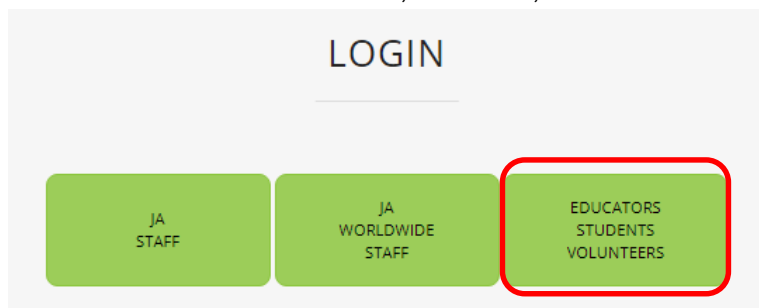 LOGIN
JA
STAFF
JA
WORLDWIDE
STAFF
EDUCATORS
STUDENTS
VOLUNTEERS